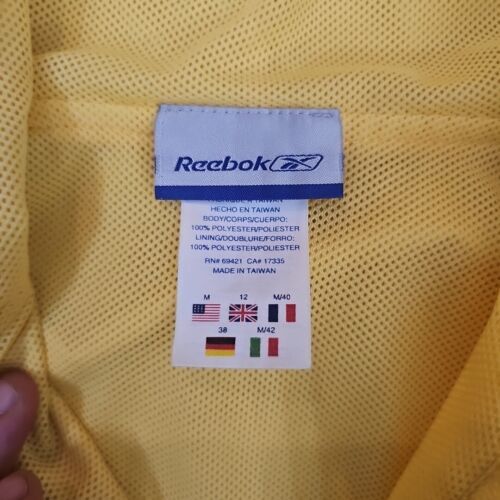 Reebok
HECHO EN TAIWAN
BODY/CORPS/CUERPO:
100% POLYESTER/POLIESTER
LINING/DOUBLURE/FORRO:
100% POLYESTER/POLIESTER
RN# 69421 CA# 17335
MADE IN TAIWAN
M 12 M/40
38 M/42